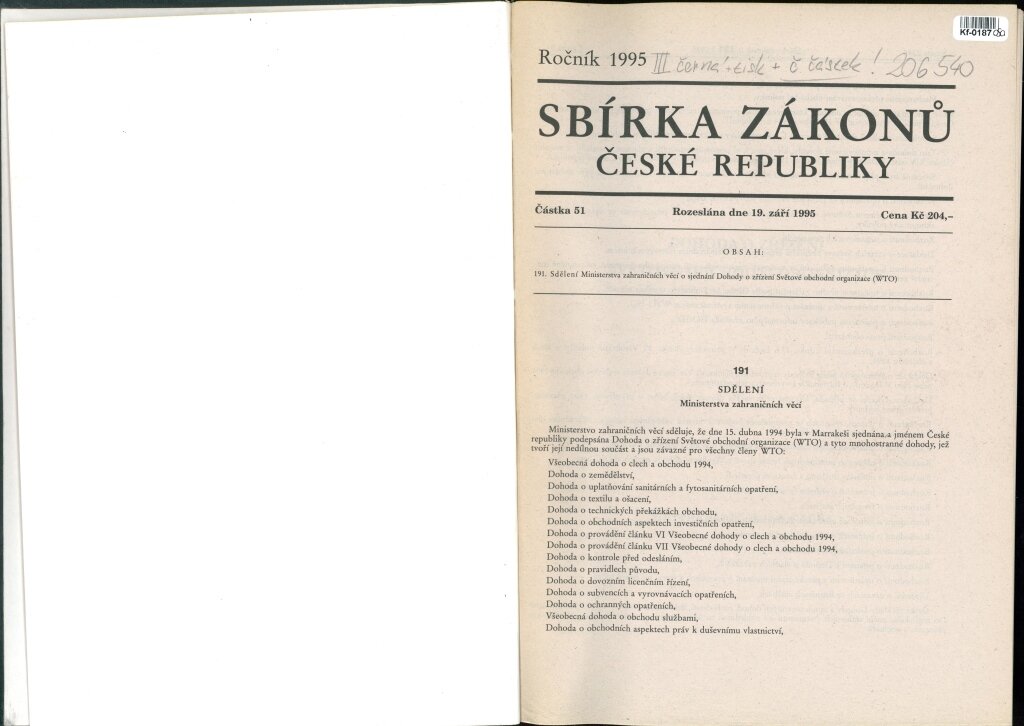 Kf-0187
Ročník 1995 III černá tisk + č částek ! 206 540
SBÍRKA ZÁKONŮ
ČESKÉ REPUBLIKY
Částka 51 Rozeslána dne 19. září 1995 Cena Kč 204,–
OBSAH:
191. Sdělení Ministerstva zahraničních věcí o sjednání Dohody o zřízení Světové obchodní organizace (WTO)
191
SDĚLENÍ
Ministerstva zahraničních věcí
Ministerstvo zahraničních věcí sděluje, že dne 15. dubna 1994 byla v Marrakeši sjednána a jménem České
republiky podepsána Dohoda o zřízení Světové obchodní organizace (WTO) a tyto mnohostranné dohody, jež
tvoří její nedílnou součást a jsou závazné pro všechny členy WTO:
Všeobecná dohoda o clech a obchodu 1994,
Dohoda o zemědělství,
Dohoda o uplatňování sanitárních a fytosanitárních opatření,
Dohoda o textilu a ošacení,
Dohoda o technických překážkách obchodu,
Dohoda o obchodních aspektech investičních opatření,
Dohoda o provádění článku VI Všeobecné dohody o clech a obchodu 1994,
Dohoda o provádění článku VII Všeobecné dohody o clech a obchodu 1994,
Dohoda o kontrole před odesláním,
Dohoda o pravidlech původu,
Dohoda o dovozním licenčním řízení,
Dohoda o subvencích a vyrovnávacích opatřeních,
Dohoda o ochranných opatřeních,
Všeobecná dohoda o obchodu službami,
Dohoda o obchodních aspektech práv k duševnímu vlastnictví,